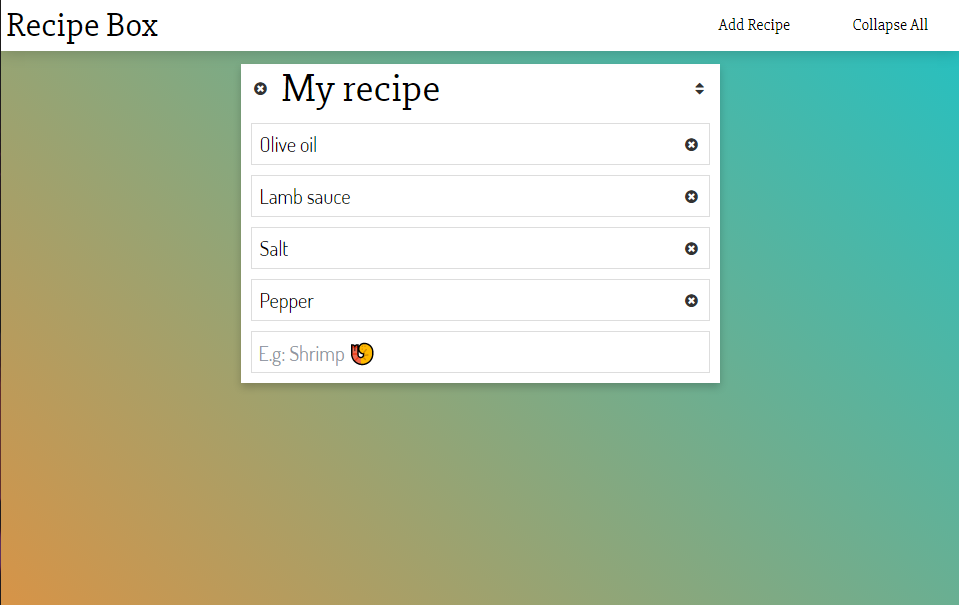 Recipe Box
Add Recipe
Collapse All
My recipe
Olive oil
Lamb sauce
Salt
Pepper
E.g: Shrimp 🍤